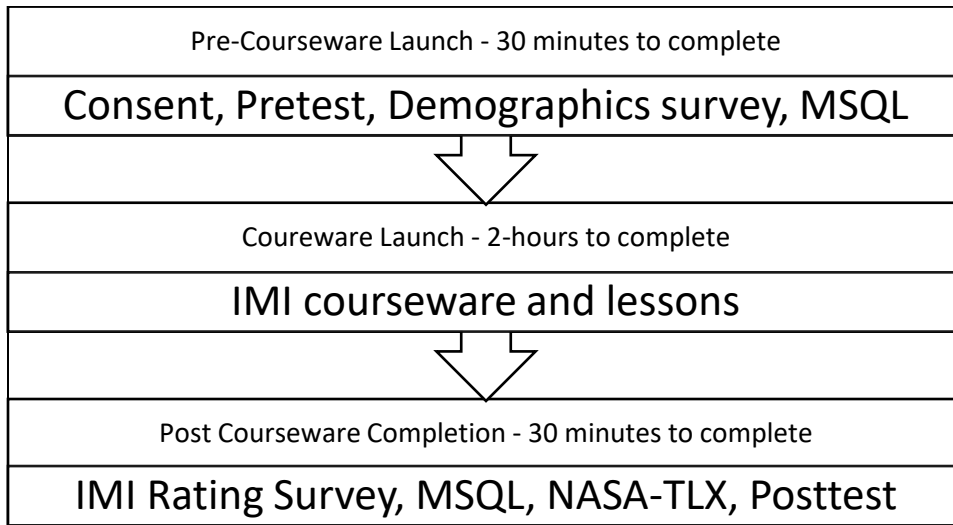 Pre-Courseware Launch - 30 minutes to complete
Consent, Pretest, Demographics survey, MSQL
Coureware Launch - 2-hours to complete
IMI courseware and lessons
Post Courseware Completion - 30 minutes to complete
IMI Rating Survey, MSQL, NASA-TLX, Posttest